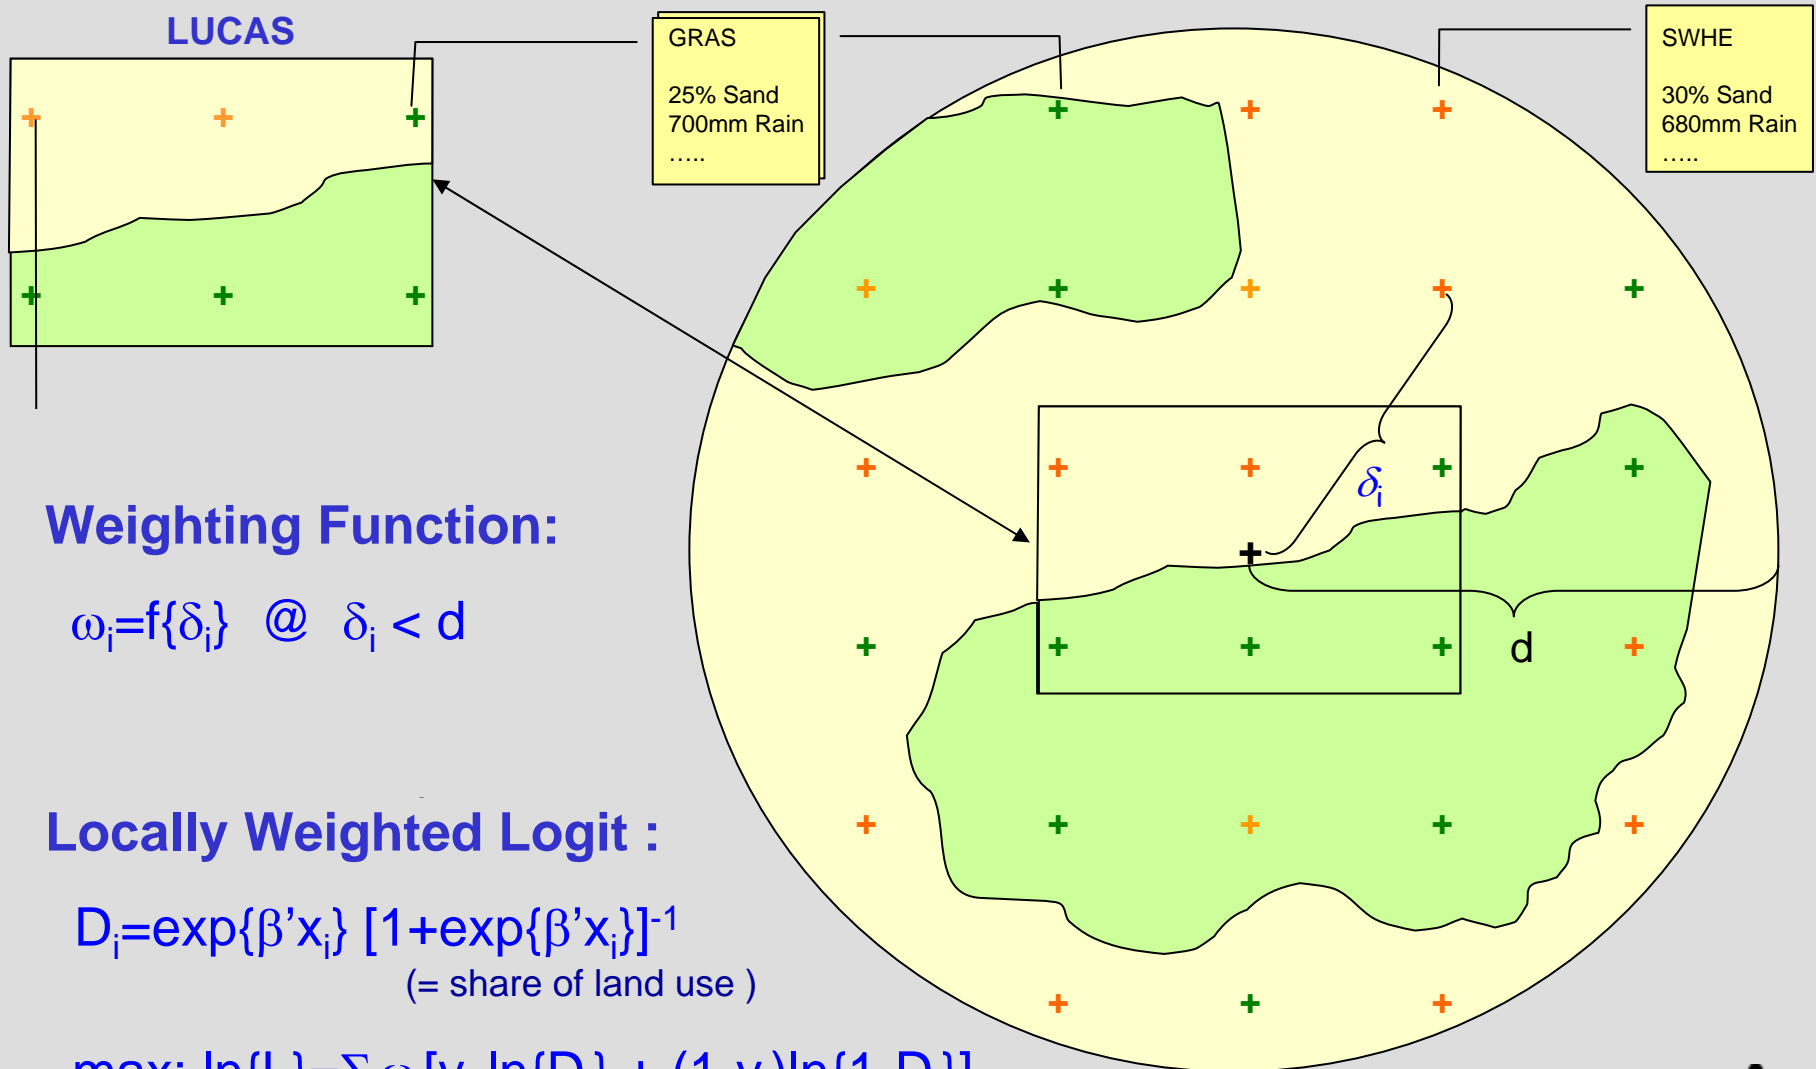 LUCAS
GRAS
25% Sand
700mm Rain
…..
SWHE
30% Sand
680mm Rain
…..
δi
d
Weighting Function:
ωi=f{δi} @ δi < d
Locally Weighted Logit :
Di=exp{β’xi} [1+exp{β’xi}]-1
(= share of land use )